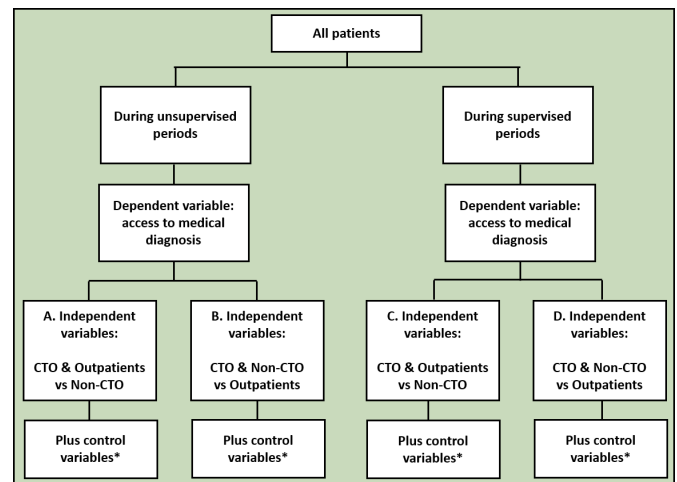 All patients
During unsupervised
periods
During supervised
periods
Dependent variable:
access to medical
diagnosis
Dependent variable:
access to medical
diagnosis
A. Independent
variables:
CTO & Outpatients
vs Non-CTO
B. Independent
variables:
CTO & Non-CTO
vs Outpatients
C. Independent
variables:
CTO & Outpatients
vs Non-CTO
D. Independent
variables:
CTO & Non-CTO
vs Outpatients
Plus control
variables*
Plus control
variables*
Plus control
variables*
Plus control
variables*